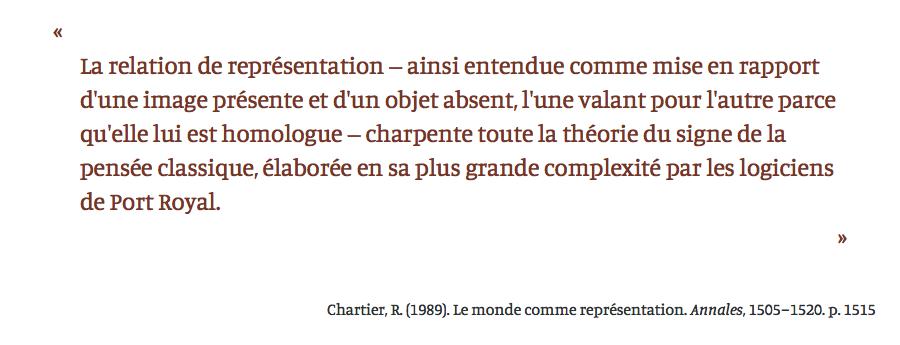 «
La relation de représentation – ainsi entendue comme mise en rapport
d'une image présente et d'un objet absent, l'une valant pour l'autre parce
qu'elle lui est homologue – charpente toute la théorie du signe de la
pensée classique, élaborée en sa plus grande complexité par les logiciens
de Port Royal.
»
Chartier, R. (1989). Le monde comme représentation. Annales, 1505–1520. p. 1515